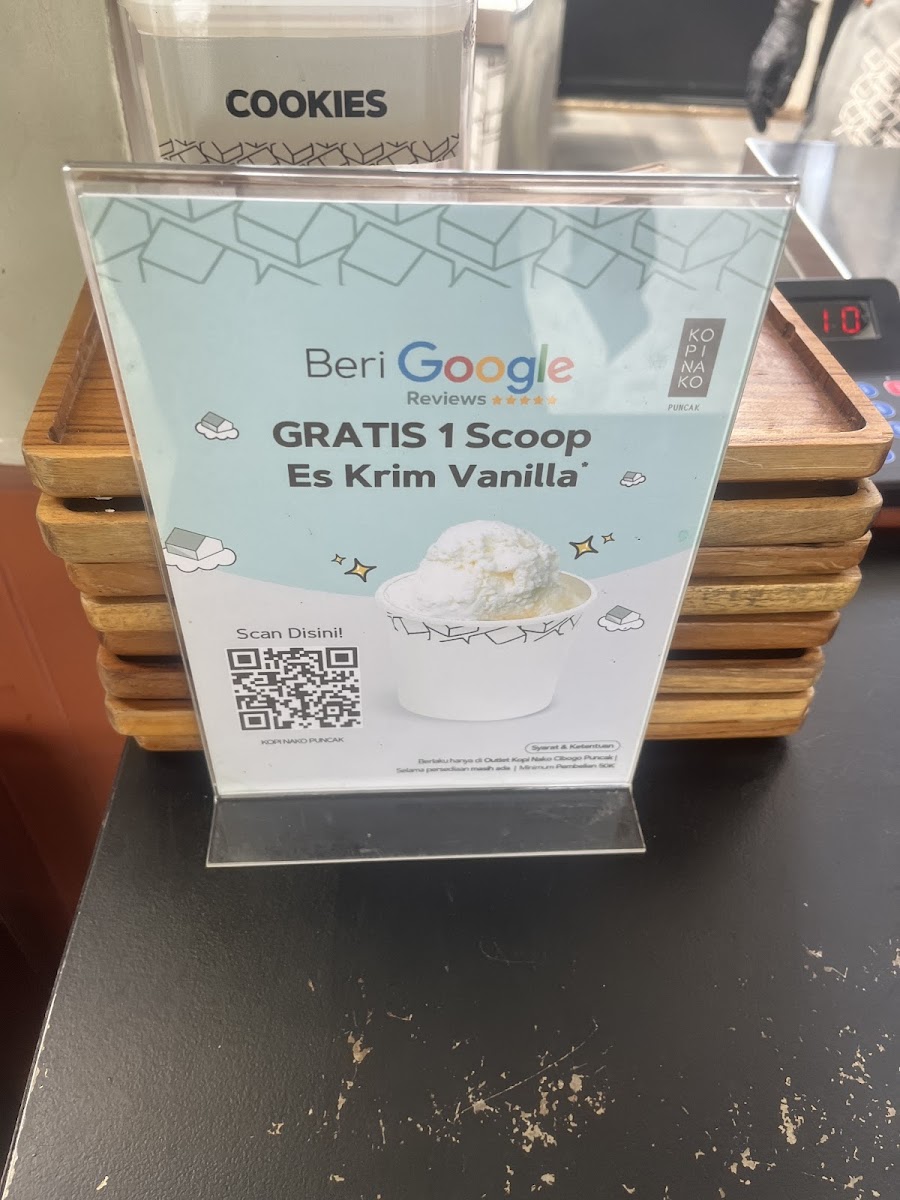 COOKIES
Beri Google
Reviews
KO
PI
NA
KO
PUNCAK
GRATIS 1 Scoop
Es Krim Vanilla*
Scan Disini!
KOPI NAKO PUNCAK
Syarat & Ketentuan
Berlaku hanya di Outlet Kopi Nako Cibogo Puncak |
Selama persediaan masih ada | Minimum Pembelian 50K
10